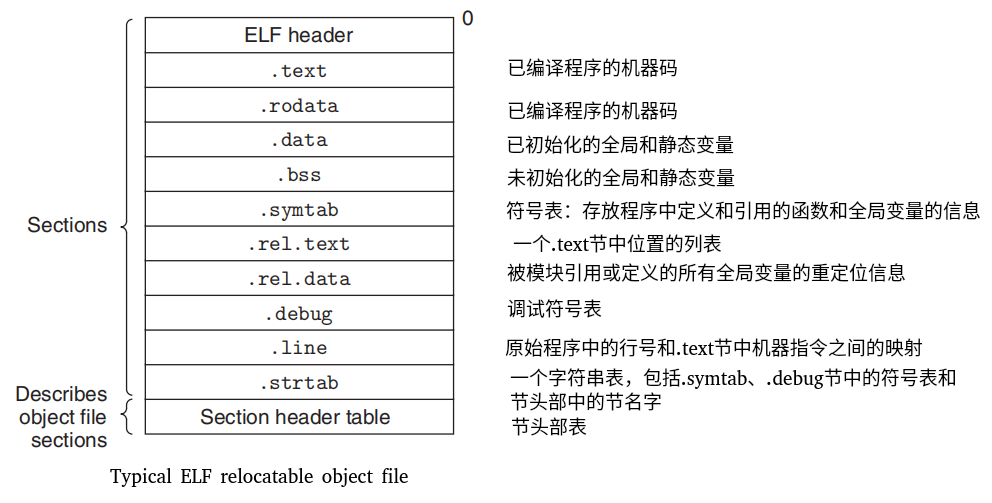 ELF header
0
.text
已编译程序的机器码
.rodata
已编译程序的机器码
.data
已初始化的全局和静态变量
.bss
未初始化的全局和静态变量
Sections
.symtab
符号表：存放程序中定义和引用的函数和全局变量的信息
.rel.text
一个.text节中位置的列表
.rel.data
被模块引用或定义的所有全局变量的重定位信息
.debug
调试符号表
.line
原始程序中的行号和.text节中机器指令之间的映射
.strtab
一个字符串表，包括.symtab、.debug节中的符号表和
节头部中的节名字
Describes
object file
sections
Section header table
节头部表
Typical ELF relocatable object file